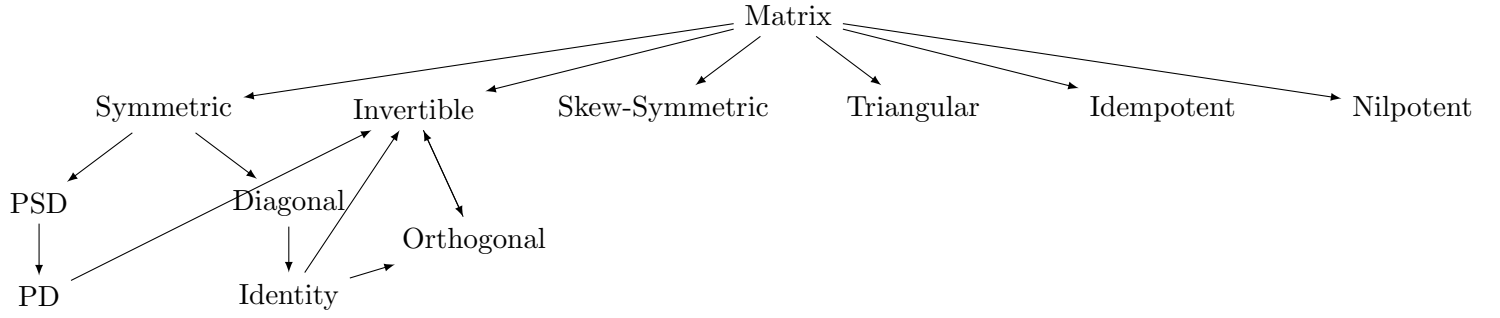 Matrix
Symmetric Invertible Skew-Symmetric Triangular Idempotent Nilpotent
PSD Diagonal
Orthogonal
PD Identity